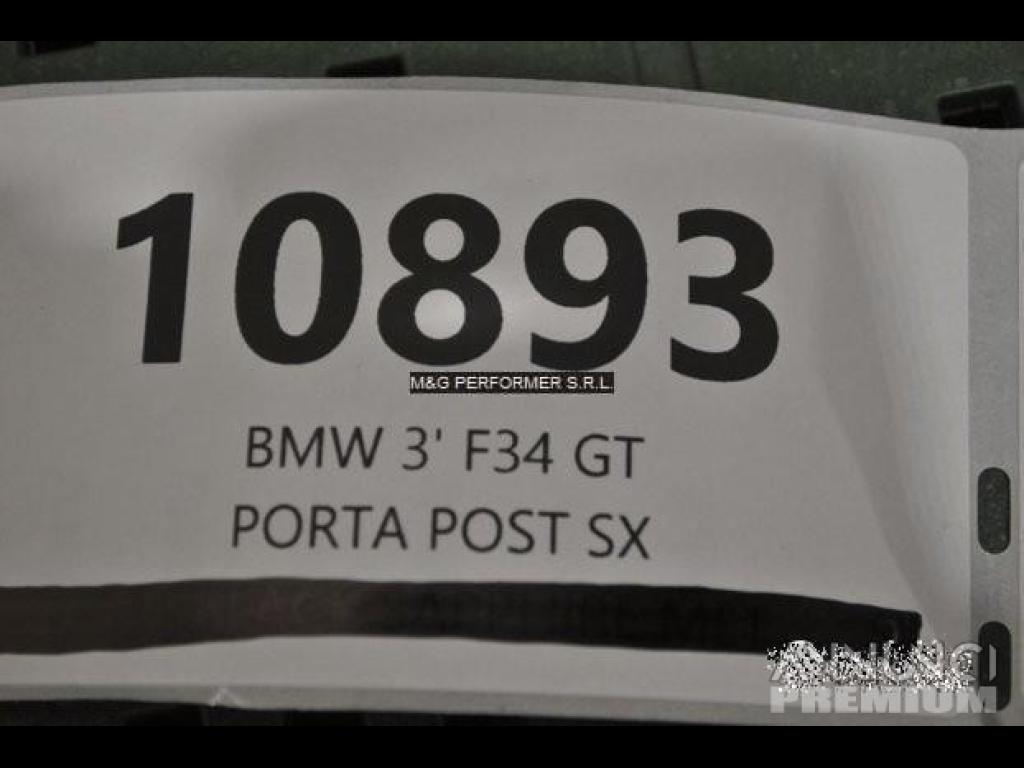 10893
M&G PERFORMER S.R.L.
BMW 3' F34 GT
PORTA POST SX
PREMIUM